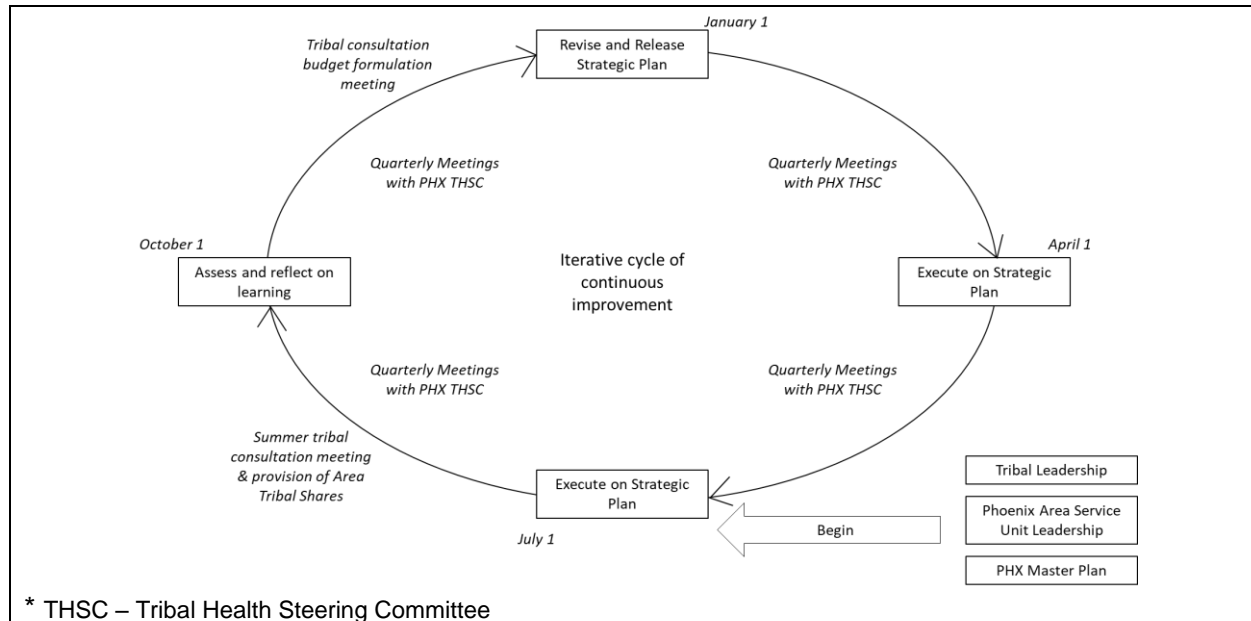 January 1
Revise and Release
Strategic Plan
Tribal consultation
budget formulation
meeting
Quarterly Meetings
with PHX THSC
Quarterly Meetings
with PHX THSC
October 1
Assess and reflect on
learning
Iterative cycle of
continuous
improvement
April 1
Execute on Strategic
Plan
Quarterly Meetings
with PHX THSC
Quarterly Meetings
with PHX THSC
Summer tribal
consultation meeting
& provision of Area
Tribal Shares
Execute on Strategic
Plan
July 1
Begin
Tribal Leadership
Phoenix Area Service
Unit Leadership
PHX Master Plan
* THSC – Tribal Health Steering Committee